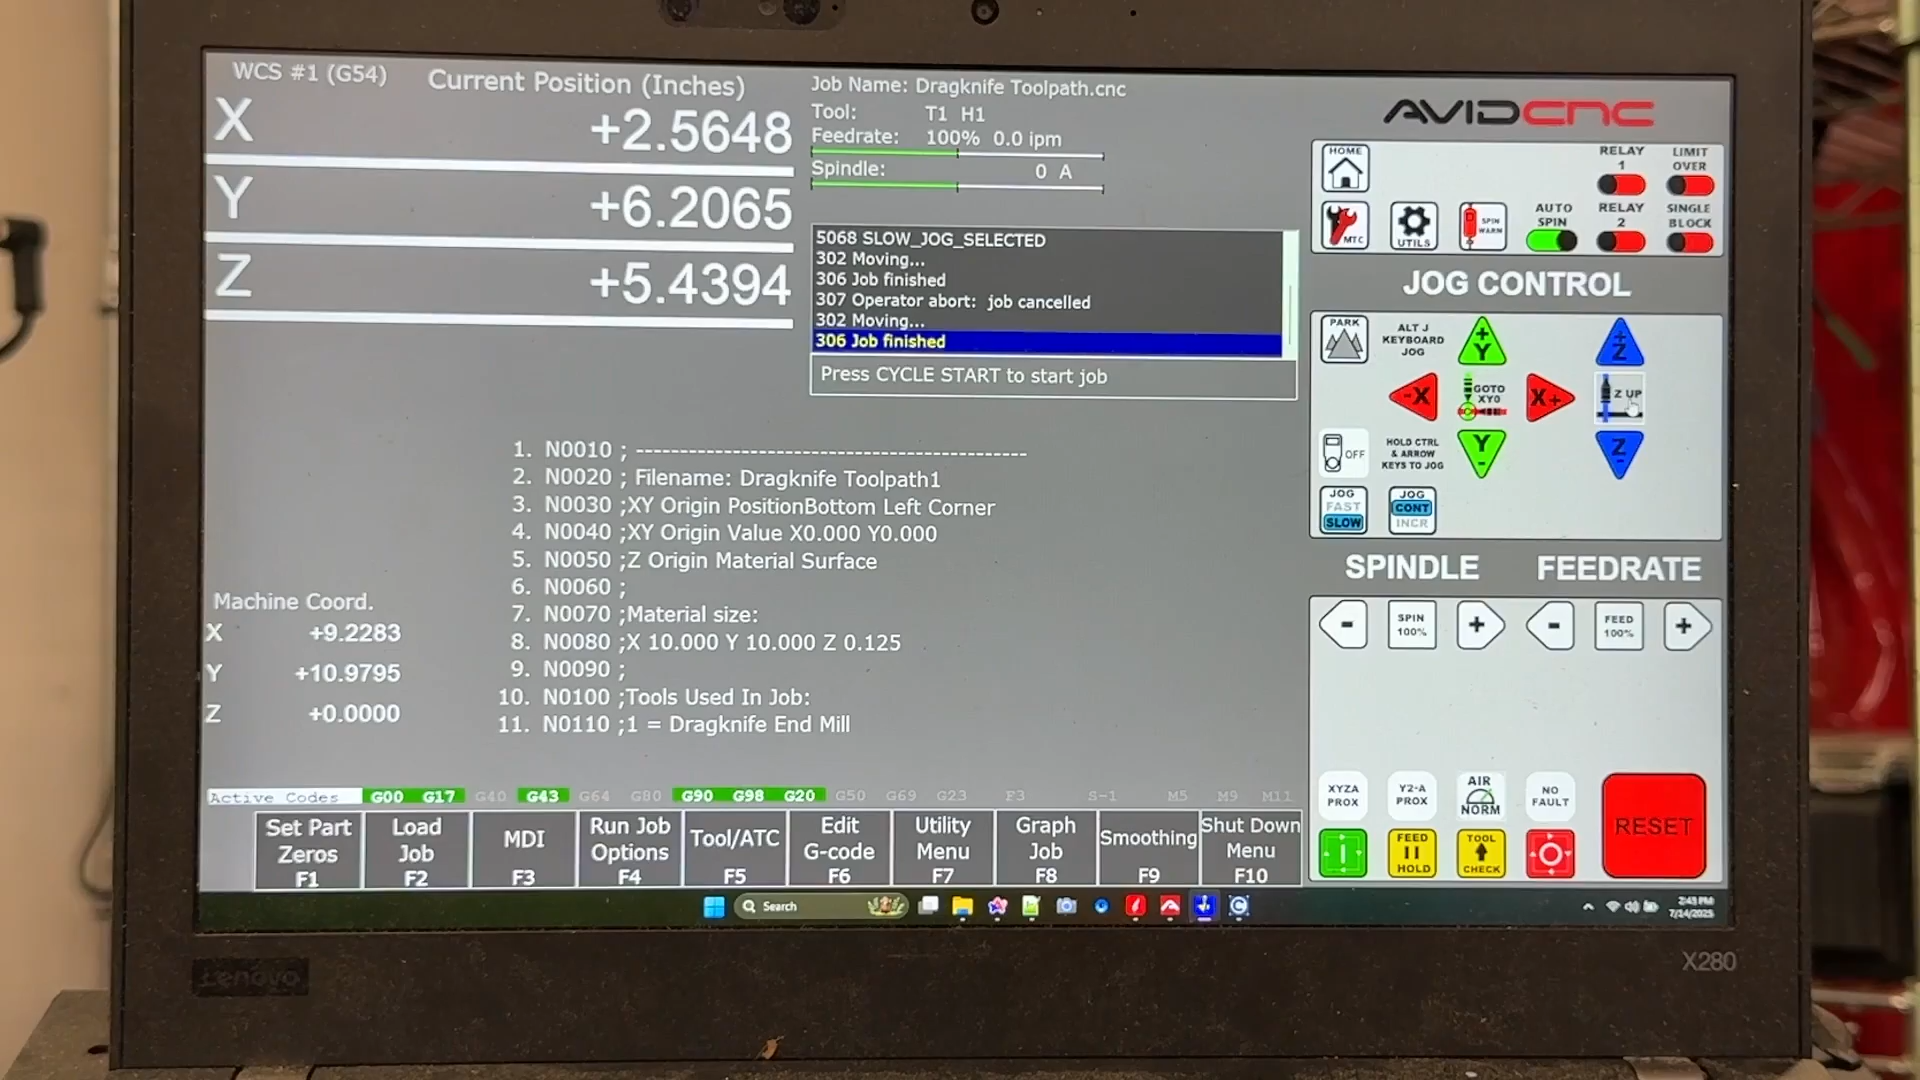 WCS #1 (G54)
Current Position (Inches)
X +2.5648
Y +6.2065
Z +5.4394
Job Name: Dragknife Toolpath.cnc
Tool: T1 H1
Feedrate: 100% 0.0 ipm
Spindle: 0 A
5068 SLOW_JOG_SELECTED
302 Moving...
306 Job finished
307 Operator abort: job cancelled
302 Moving...
306 Job finished
Press CYCLE START to start job
1. N0010 ; --------------------------------------------
2. N0020 ; Filename: Dragknife Toolpath1
3. N0030 ;XY Origin PositionBottom Left Corner
4. N0040 ;XY Origin Value X0.000 Y0.000
5. N0050 ;Z Origin Material Surface
6. N0060 ;
7. N0070 ;Material size:
8. N0080 ;X 10.000 Y 10.000 Z 0.125
9. N0090 ;
10. N0100 ;Tools Used In Job:
11. N0110 ;1 = Dragknife End Mill
Machine Coord.
X +9.2283
Y +10.9795
Z +0.0000
Active Codes G00 G17 G40 G43 G64 G80 G90 G98 G20 G50 G69 G23 F3 S-1 M5 M9 M11
Set Part Zeros F1
Load Job F2
MDI F3
Run Job Options F4
Tool/ATC F5
Edit G-code F6
Utility Menu F7
Graph Job F8
Smoothing F9
Shut Down Menu F10
AVIDCNC
HOME
RELAY 1
LIMIT OVER
MTC
UTILS
SPIN WARN
AUTO SPIN
RELAY 2
SINGLE BLOCK
JOG CONTROL
PARK
ALT J KEYBOARD JOG
+Y
+Z
-X
GOTO XY0
X+
Z UP
OFF
HOLD CTRL & ARROW KEYS TO JOG
Y-
Z-
JOG FAST SLOW
JOG CONT INCR
SPINDLE
FEEDRATE
-
SPIN 100%
+
-
FEED 100%
+
XYZA PROX
Y2-A PROX
AIR NORM
NO FAULT
FEED HOLD
TOOL CHECK
RESET
Search
2:43 PM
7/14/2025
Lenovo
X280